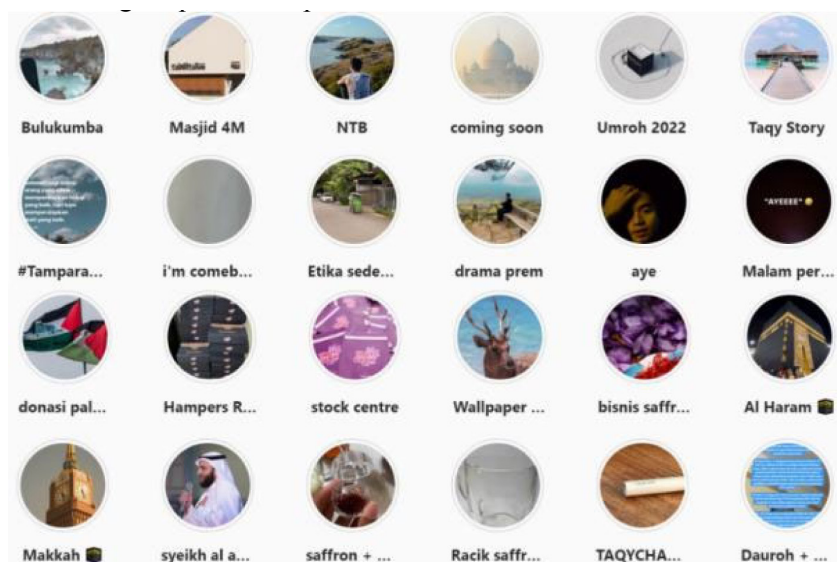 Bulukumba
Masjid 4M
NTB
coming soon
Umroh 2022
Taqy Story
"AYEEEE" 😄
#Tampara...
i'm comeb...
Etika sede...
drama prem
aye
Malam per...
donasi pal...
Hampers R...
stock centre
Wallpaper ...
bisnis saffr...
Al Haram 🕋
Makkah 🕋
syeikh al a...
saffron + ...
Racik saffr...
TAQYCHA...
Dauroh + ...